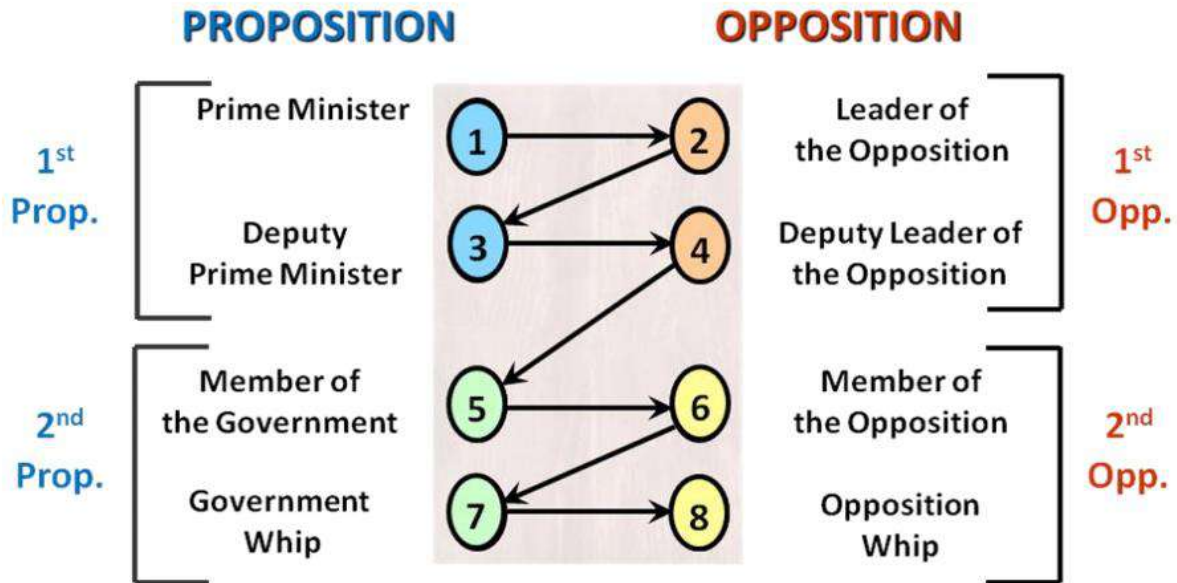 PROPOSITION
OPPOSITION
1st
Prop.
Prime Minister
1
2
Leader of
the Opposition
1st
Opp.
Deputy
Prime Minister
3
4
Deputy Leader of
the Opposition
2nd
Prop.
Member of
the Government
5
6
Member of
the Opposition
2nd
Opp.
Government
Whip
7
8
Opposition
Whip